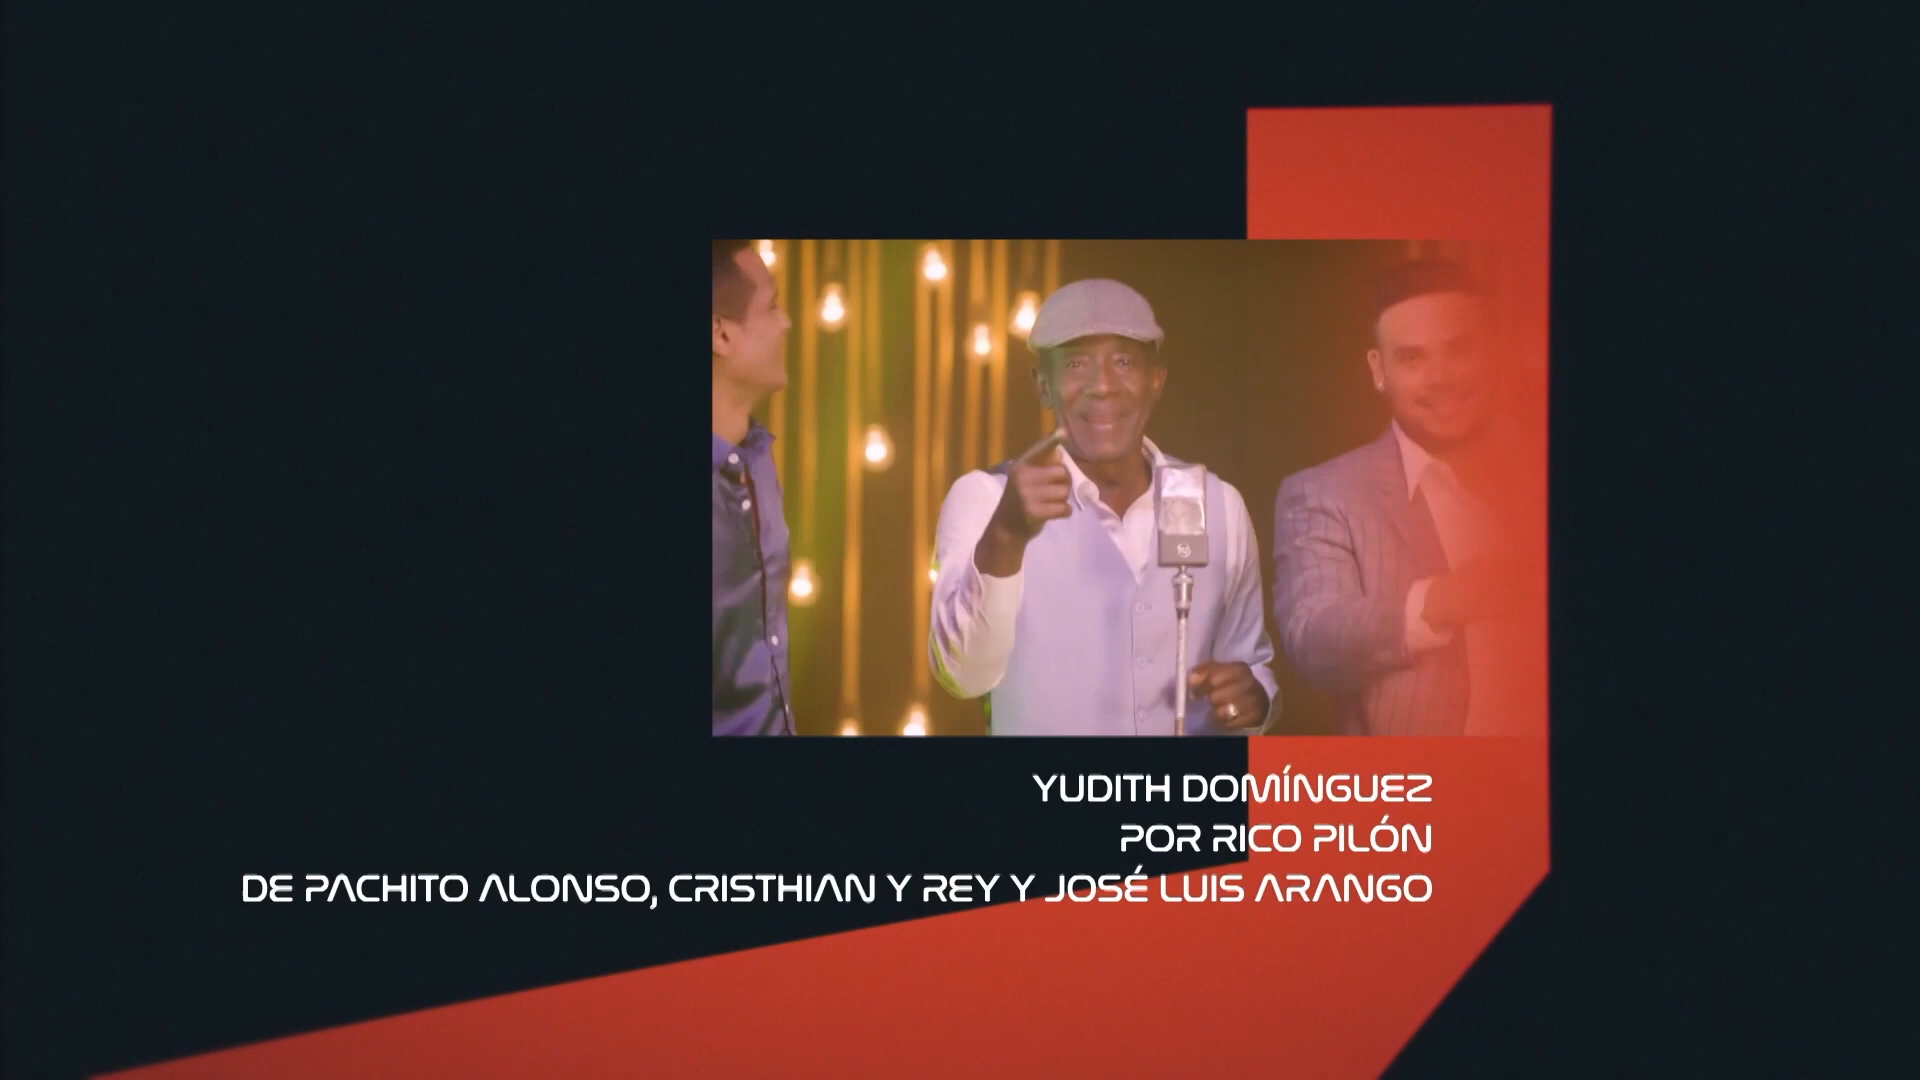 YUDITH DOMÍNGUEZ
POR RICO PILÓN
DE PACHITO ALONSO, CRISTHIAN Y REY Y JOSÉ LUIS ARANGO